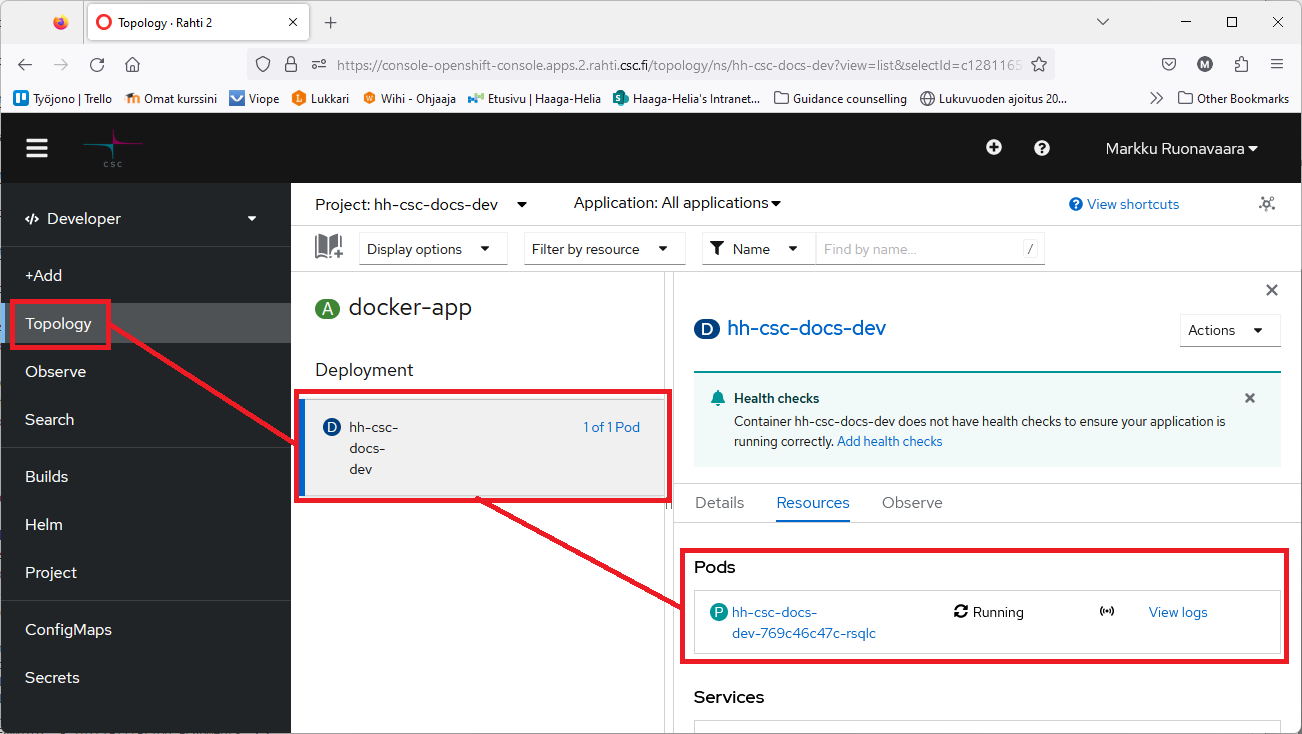 Topology · Rahti 2
https://console-openshift-console.apps.2.rahti.csc.fi/topology/ns/hh-csc-docs-dev?view=list&selectId=c1281165
M
Työjono | Trello
Omat kurssini
Viope
Lukkari
Wihi - Ohjaaja
Etusivu | Haaga-Helia
Haaga-Helia's Intranet...
Guidance counselling
Lukuvuoden ajoitus 20...
Other Bookmarks
csc
Markku Ruonavaara
Developer
+Add
Topology
Observe
Search
Builds
Helm
Project
ConfigMaps
Secrets
Project: hh-csc-docs-dev
Application: All applications
View shortcuts
Display options
Filter by resource
Name
Find by name...
/
A docker-app
Deployment
D hh-csc-
docs-
dev
1 of 1 Pod
D hh-csc-docs-dev
Actions
Health checks
Container hh-csc-docs-dev does not have health checks to ensure your application is
running correctly. Add health checks
Details
Resources
Observe
Pods
P hh-csc-docs-
dev-769c46c47c-rsqlc
Running
View logs
Services